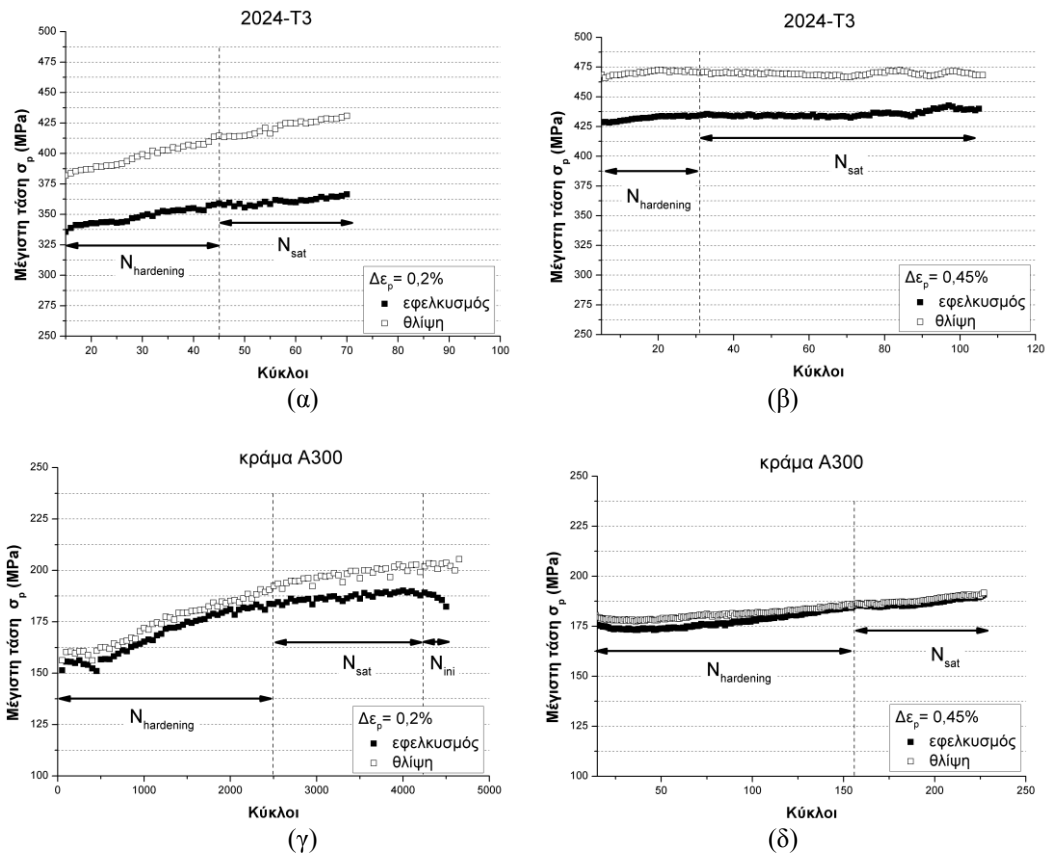 2024-T3
Μέγιστη τάση σp (MPa)
500
475
450
425
400
375
350
325
300
275
250
Nhardening
Nsat
Δεp= 0,2%
εφελκυσμός
θλίψη
20 30 40 50 60 70 80 90 100
Κύκλοι
(α)
2024-T3
Μέγιστη τάση σp (MPa)
500
475
450
425
400
375
350
325
300
275
250
Nhardening
Nsat
Δεp= 0,45%
εφελκυσμός
θλίψη
20 40 60 80 100 120
Κύκλοι
(β)
κράμα A300
Μέγιστη τάση σp (MPa)
250
225
200
175
150
125
100
Nhardening
Nsat
Nini
Δεp= 0,2%
εφελκυσμός
θλίψη
0 1000 2000 3000 4000 5000
Κύκλοι
(γ)
κράμα A300
Μέγιστη τάση σp (MPa)
250
225
200
175
150
125
100
Nhardening
Nsat
Δεp= 0,45%
εφελκυσμός
θλίψη
50 100 150 200 250
Κύκλοι
(δ)